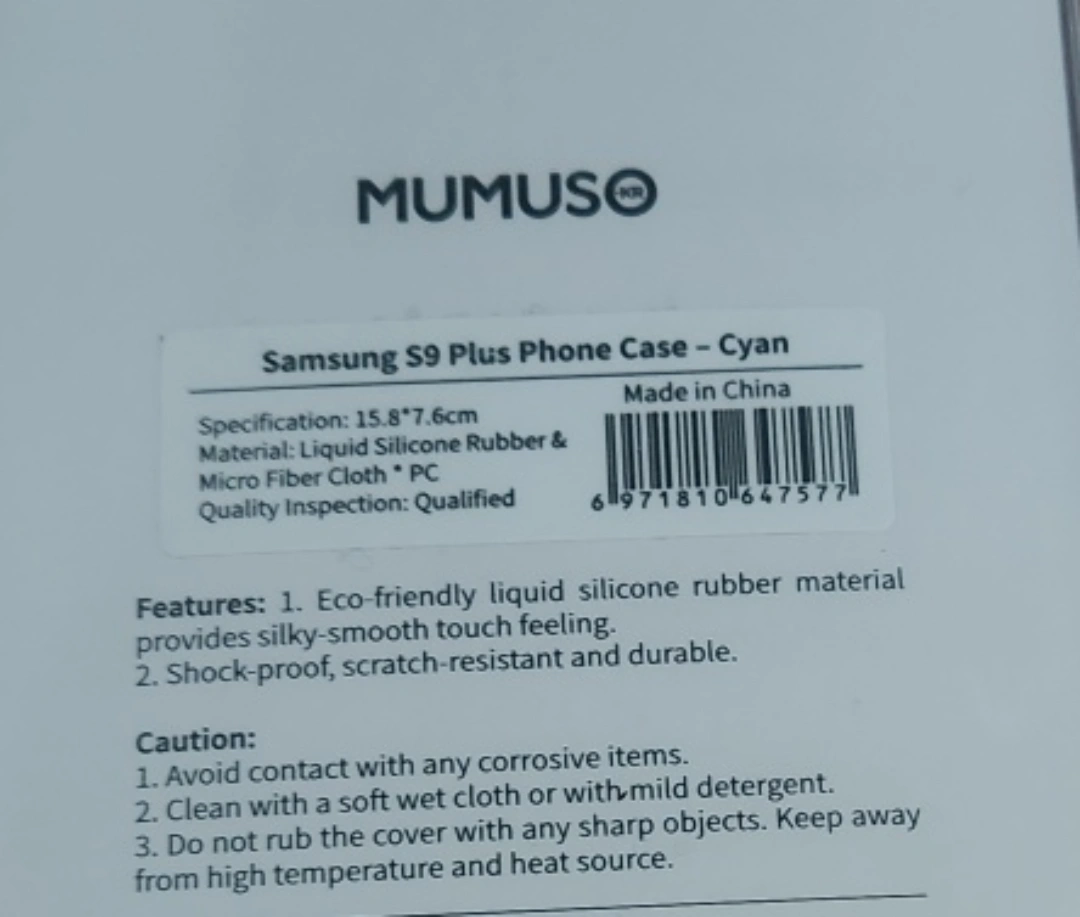 MUMUSO
KR
Samsung S9 Plus Phone Case – Cyan
Made in China
Specification: 15.8*7.6cm
Material: Liquid Silicone Rubber &
Micro Fiber Cloth * PC
Quality Inspection: Qualified
6 971810 647577
Features: 1. Eco-friendly liquid silicone rubber material
provides silky-smooth touch feeling.
2. Shock-proof, scratch-resistant and durable.
Caution:
1. Avoid contact with any corrosive items.
2. Clean with a soft wet cloth or with mild detergent.
3. Do not rub the cover with any sharp objects. Keep away
from high temperature and heat source.